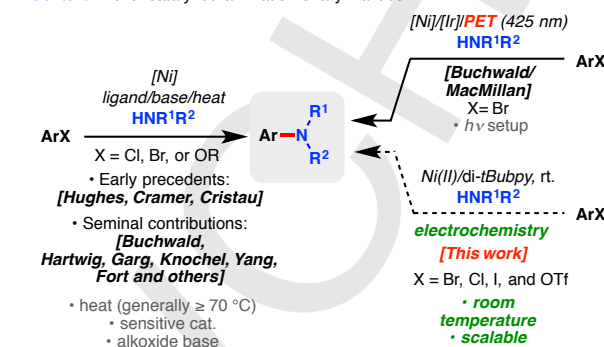 [Ni]/[Ir]/PET (425 nm)
HNR¹R²
ArX
[Buchwald/
MacMillan]
X= Br
• hν setup
[Ni]
ligand/base/heat
HNR¹R²
ArX
X = Cl, Br, or OR
R¹
Ar—N
R²
• Early precedents:
[Hughes, Cramer, Cristau]
• Seminal contributions:
[Buchwald,
Hartwig, Garg, Knochel, Yang,
Fort and others]
• heat (generally ≥ 70 °C)
• sensitive cat.
• alkoxide base
Ni(II)/di-tBubpy, rt.
HNR¹R²
ArX
electrochemistry
[This work]
X = Br, Cl, I, and OTf
• room
temperature
• scalable